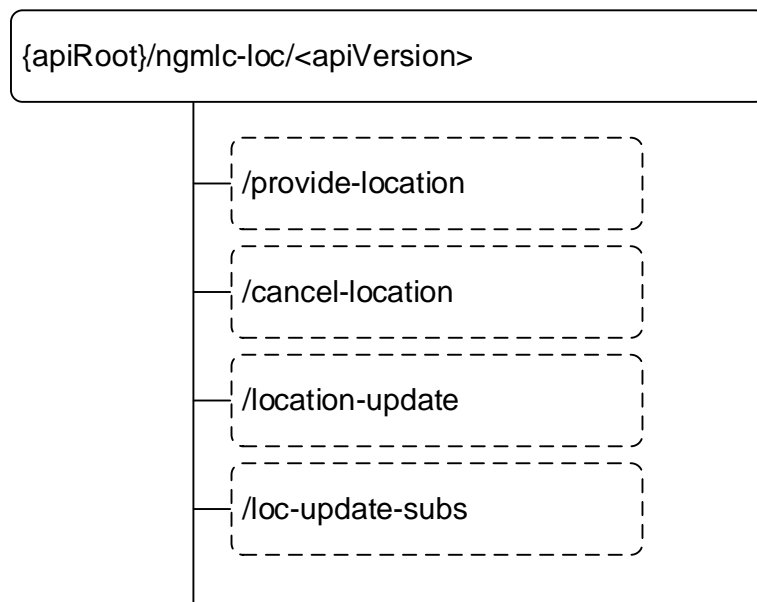 {apiRoot}/ngmlc-loc/<apiVersion>
/provide-location
/cancel-location
/location-update
/loc-update-subs